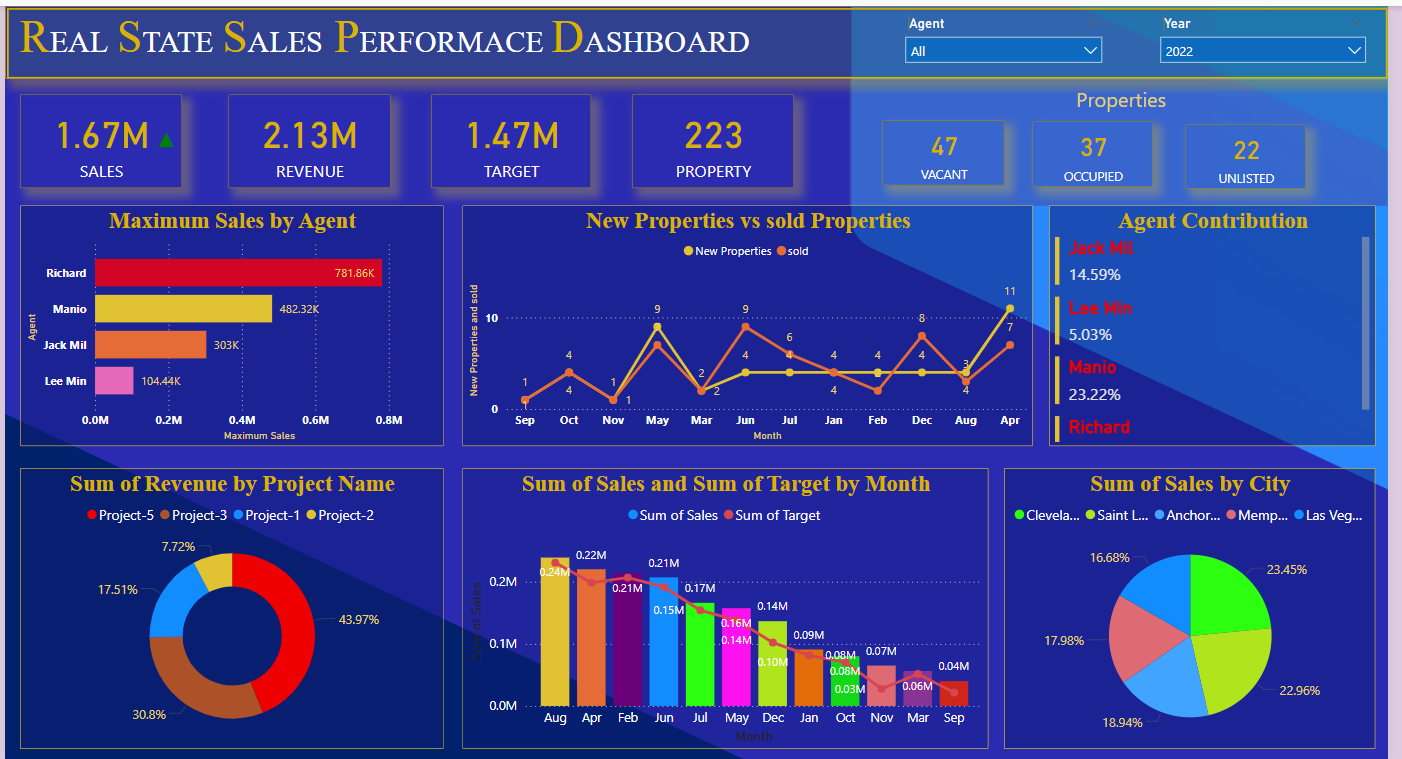 REAL STATE SALES PERFORMACE DASHBOARD
Agent
All
Year
2022
1.67M
SALES
2.13M
REVENUE
1.47M
TARGET
223
PROPERTY
Properties
47
VACANT
37
OCCUPIED
22
UNLISTED
Maximum Sales by Agent
Agent
Richard 781.86K
Manio 482.32K
Jack Mil 303K
Lee Min 104.44K
0.0M 0.2M 0.4M 0.6M 0.8M
Maximum Sales
New Properties vs sold Properties
New Properties sold
New Properties and sold
10
0
1 4 1 9 2 9 6 4 4 8 3 11
1 4 1 2 4 4 4 4 4 4 7
Sep Oct Nov May Mar Jun Jul Jan Feb Dec Aug Apr
Month
Agent Contribution
Jack Mil
14.59%
Lee Min
5.03%
Manio
23.22%
Richard
Sum of Revenue by Project Name
Project-5 Project-3 Project-1 Project-2
7.72%
17.51%
43.97%
30.8%
Sum of Sales and Sum of Target by Month
Sum of Sales Sum of Target
Sum of Sales
0.2M
0.1M
0.0M
0.24M 0.22M 0.21M 0.21M 0.17M 0.16M 0.14M 0.09M 0.08M 0.07M 0.06M 0.04M
0.15M 0.14M 0.10M 0.08M 0.03M
Aug Apr Feb Jun Jul May Dec Jan Oct Nov Mar Sep
Month
Sum of Sales by City
Clevela... Saint L... Anchor... Memp... Las Veg...
16.68%
23.45%
17.98%
22.96%
18.94%